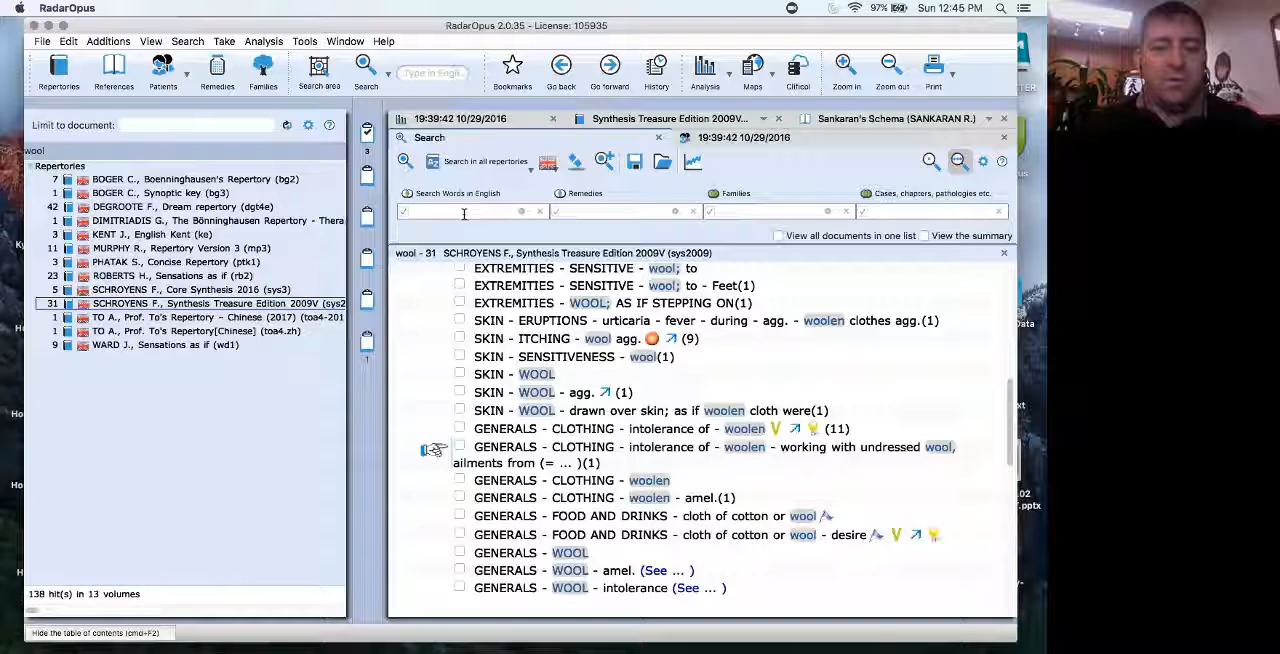 RadarOpus
97%
Sun 12:45 PM
RadarOpus 2.0.35 - License: 105935
File Edit Additions View Search Take Analysis Tools Window Help
Repertories References Patients Remedies Families Search area Search Type in Engli... Bookmarks Go back Go forward History Analysis Maps Clificol Zoom in Zoom out Print
Limit to document:
19:39:42 10/29/2016
Synthesis Treasure Edition 2009V...
Sankaran's Schema (SANKARAN R.)
Search
19:39:42 10/29/2016
wool
3
Search in all repertories
Repertories
7 BOGER C., Boenninghausen's Repertory (bg2)
1 BOGER C., Synoptic key (bg3)
42 DEGROOTE F., Dream repertory (dgt4e)
1 DIMITRIADIS G., The Bönninghausen Repertory - Thera
3 KENT J., English Kent (KT)
11 MURPHY R., Repertory Version 3 (mp3)
3 PHATAK S., Concise Repertory (ptk1)
23 ROBERTS H., Sensations as if (rb2)
5 SCHROYENS F., Core Synthesis 2016 (sys3)
31 SCHROYENS F., Synthesis Treasure Edition 2009V (sys2
1 TO A., Prof. To's Repertory - Chinese (2017) (toa4-201
1 TO A., Prof. To's Repertory[Chinese] (toa4.zh)
9 WARD J., Sensations as if (wd1)
138 hit(s) in 13 volumes
Hide the table of contents (cmd+F2)
1
Search Words in English
Remedies
Families
Cases, chapters, pathologies etc.
View all documents in one list
View the summary
wool - 31 SCHROYENS F., Synthesis Treasure Edition 2009V (sys2009)
EXTREMITIES - SENSITIVE - wool; to
EXTREMITIES - SENSITIVE - wool; to - Feet(1)
EXTREMITIES - WOOL; AS IF STEPPING ON(1)
SKIN - ERUPTIONS - urticaria - fever - during - agg. - woolen clothes agg.(1)
SKIN - ITCHING - wool agg. (9)
SKIN - SENSITIVENESS - wool(1)
SKIN - WOOL
SKIN - WOOL - agg. (1)
SKIN - WOOL - drawn over skin; as if woolen cloth were(1)
GENERALS - CLOTHING - intolerance of - woolen (11)
GENERALS - CLOTHING - intolerance of - woolen - working with undressed wool,
ailments from (= ... )(1)
GENERALS - CLOTHING - woolen
GENERALS - CLOTHING - woolen - amel.(1)
GENERALS - FOOD AND DRINKS - cloth of cotton or wool
GENERALS - FOOD AND DRINKS - cloth of cotton or wool - desire
GENERALS - WOOL
GENERALS - WOOL - amel. (See ... )
GENERALS - WOOL - intolerance (See ... )